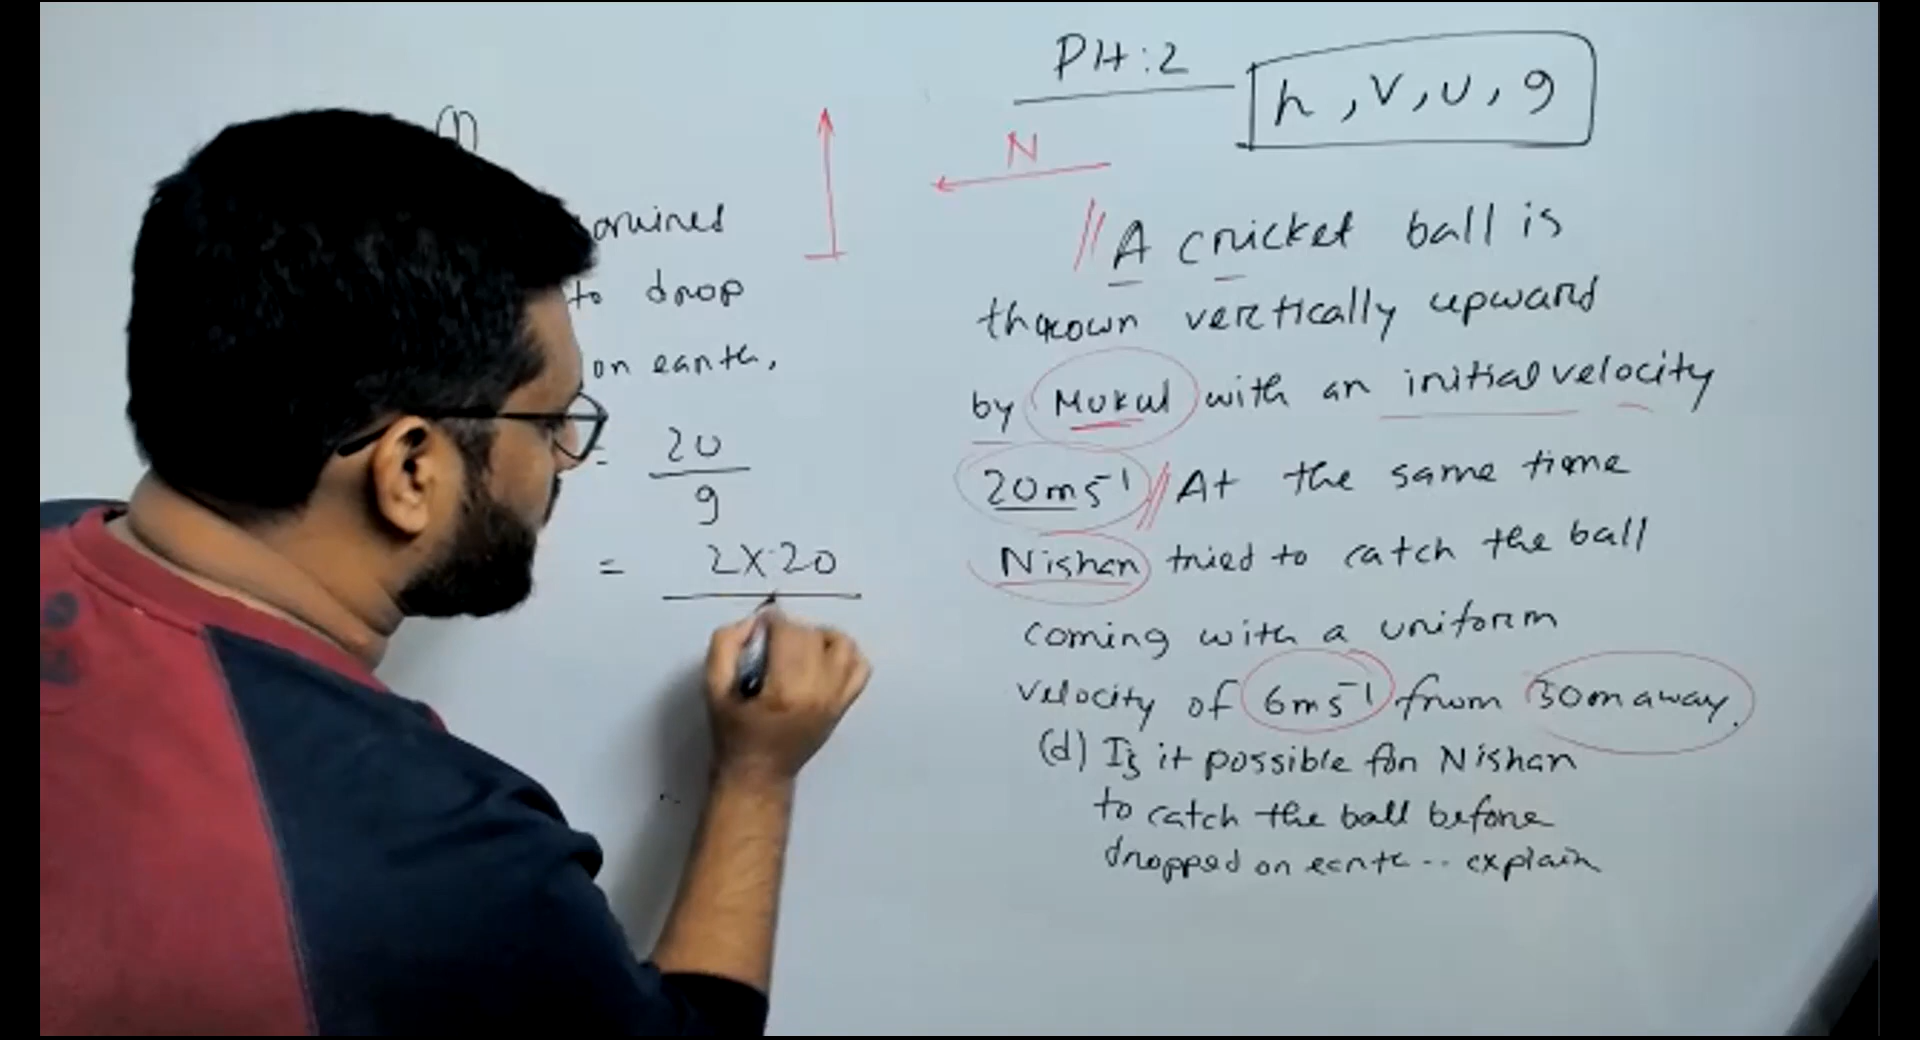 PH:2
h, v, u, g
N
// A cricket ball is
thrown vertically upward
by Mukul with an initial velocity
20ms⁻¹ // At the same time
Nishan tried to catch the ball
coming with a uniform
velocity of 6ms⁻¹ from 30m away.
(d) Is it possible for Nishan
to catch the ball before
dropped on earth .. explain
(1)
to drop
on earth,
= 2u
g
= 2×20